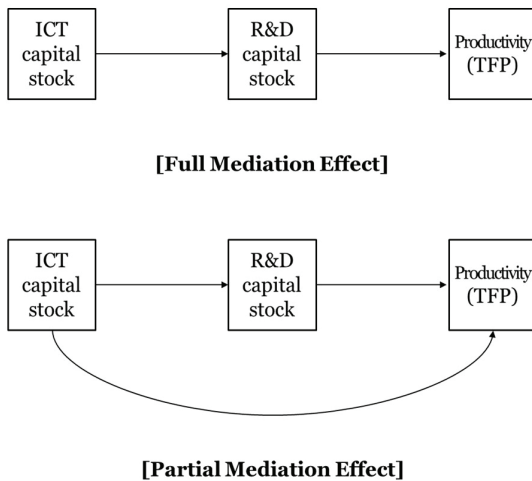 ICT
capital
stock
R&D
capital
stock
Productivity
(TFP)
[Full Mediation Effect]
ICT
capital
stock
R&D
capital
stock
Productivity
(TFP)
[Partial Mediation Effect]